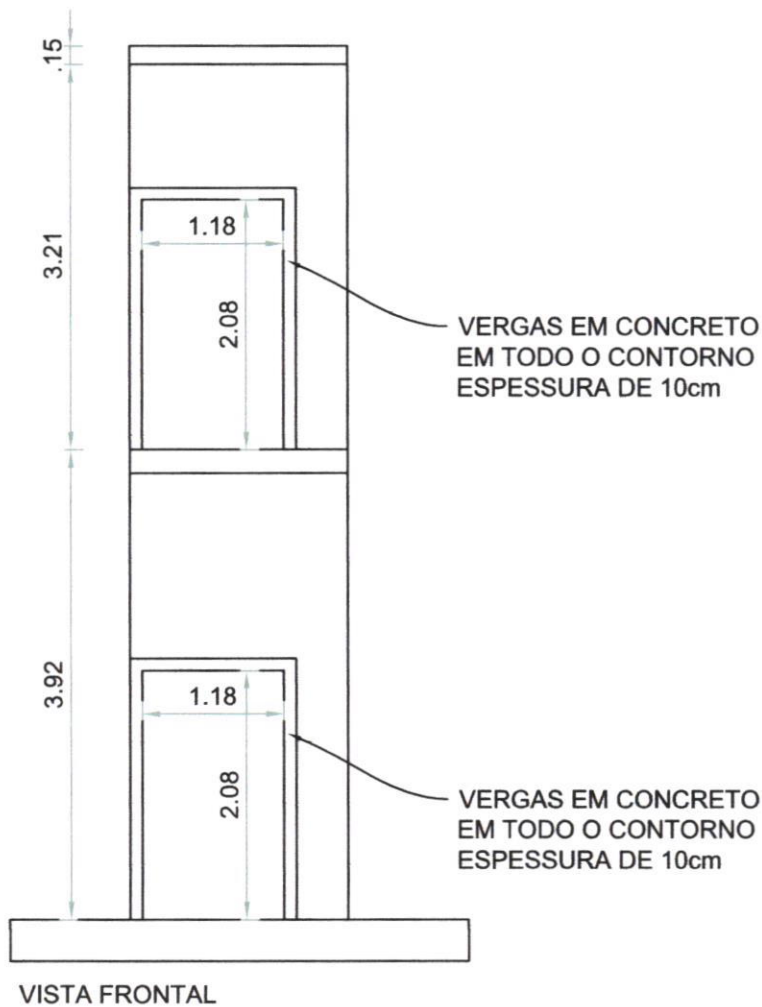 .15
3.21
1.18
2.08
VERGAS EM CONCRETO
EM TODO O CONTORNO
ESPESSURA DE 10cm
3.92
1.18
2.08
VERGAS EM CONCRETO
EM TODO O CONTORNO
ESPESSURA DE 10cm
VISTA FRONTAL